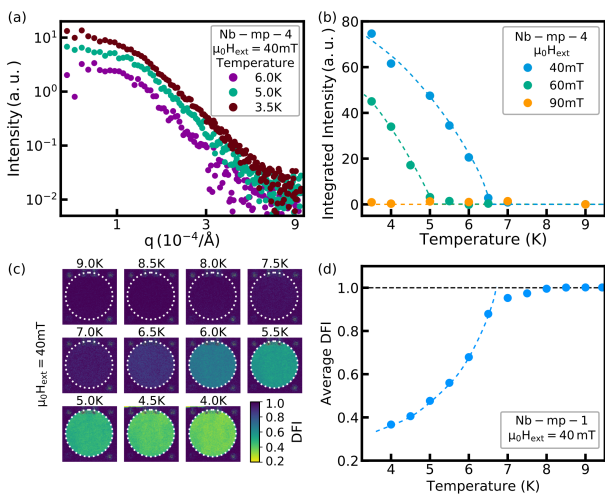 (a)
Nb − mp − 4
μ₀Hext = 40mT
Temperature
6.0K
5.0K
3.5K
Intensity (a. u.)
10¹
10⁰
10⁻¹
10⁻²
1
3
9
q (10⁻⁴/Å)
(b)
Nb − mp − 4
μ₀Hext
40mT
60mT
90mT
Integrated Intensity (a. u.)
80
60
40
20
0
4
5
6
7
8
9
Temperature (K)
(c)
μ₀Hext = 40mT
9.0K
8.5K
8.0K
7.5K
7.0K
6.5K
6.0K
5.5K
5.0K
4.5K
4.0K
1.0
0.8
0.6
0.4
0.2
DFI
(d)
Average DFI
1.0
0.8
0.6
0.4
0.2
Nb − mp − 1
μ₀Hext = 40 mT
4
5
6
7
8
9
Temperature (K)